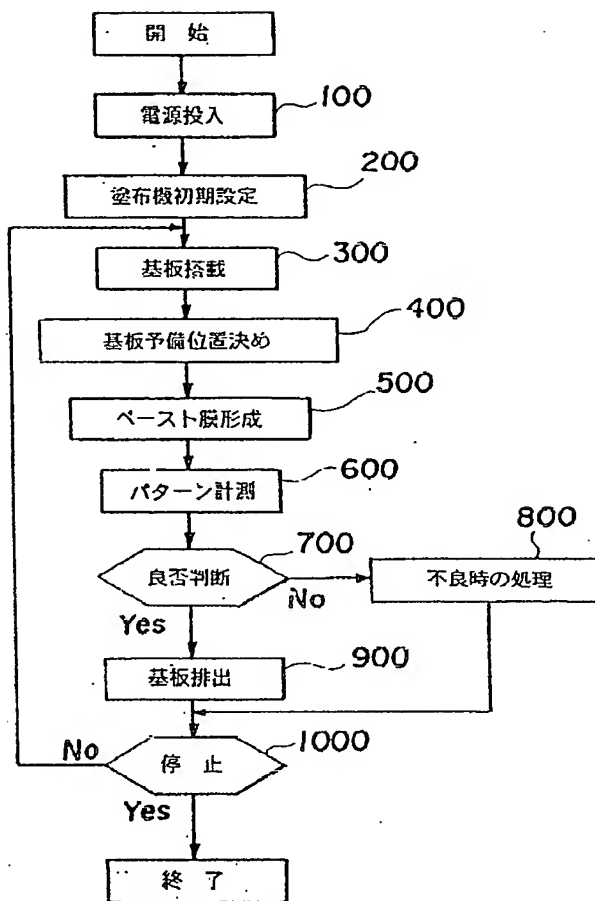 開 始
電源投入
100
塗布機初期設定
200
基板搭載
300
基板予備位置決め
400
ペースト膜形成
500
パターン計測
600
良否判断
700
No
Yes
不良時の処理
800
基板排出
900
停 止
1000
No
Yes
終 了